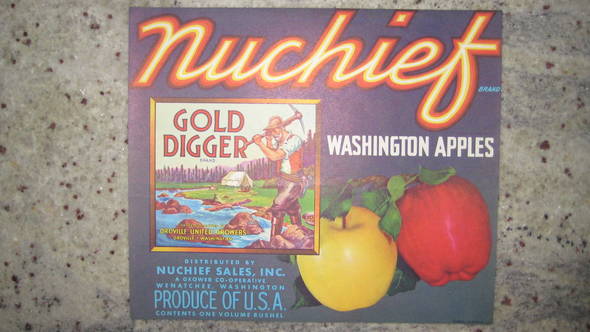 Nuchief
BRAND
GOLD
DIGGER
BRAND
WASHINGTON APPLES
OROVILLE UNITED GROWERS
OROVILLE • WASHINGTON
DISTRIBUTED BY
NUCHIEF SALES, INC.
A GROWER CO-OPERATIVE
WENATCHEE, WASHINGTON
PRODUCE OF U.S.A.
CONTENTS ONE VOLUME BUSHEL